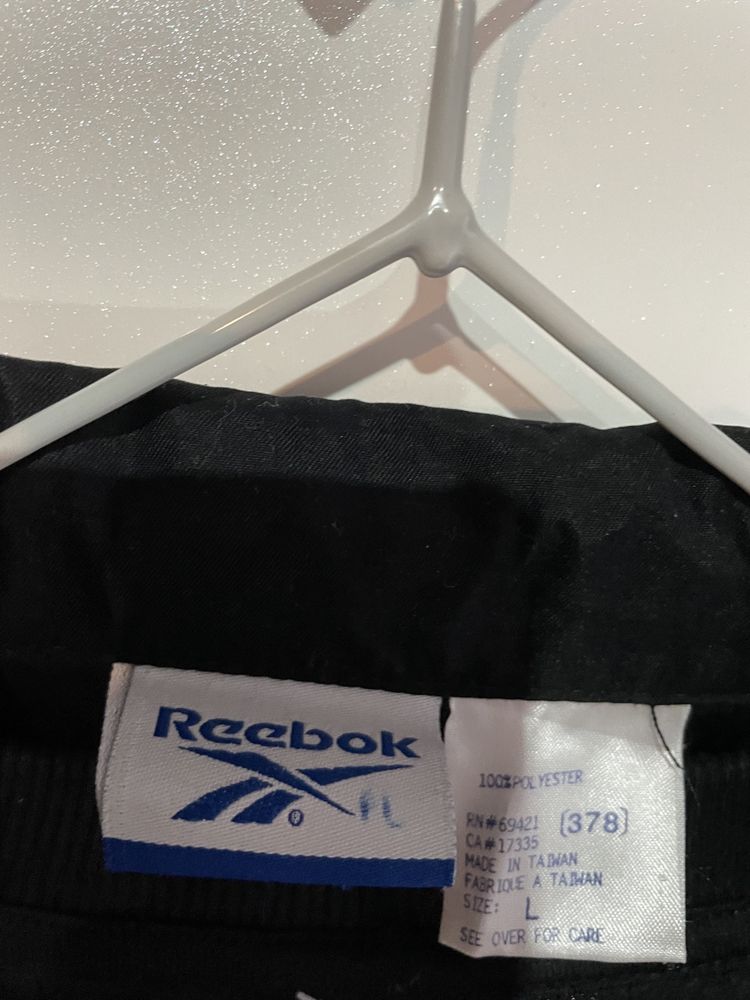 Reebok
®
100%POLYESTER
RN#69421 (378)
CA#17335
MADE IN TAIWAN
FABRIQUE A TAIWAN
SIZE: L
SEE OVER FOR CARE